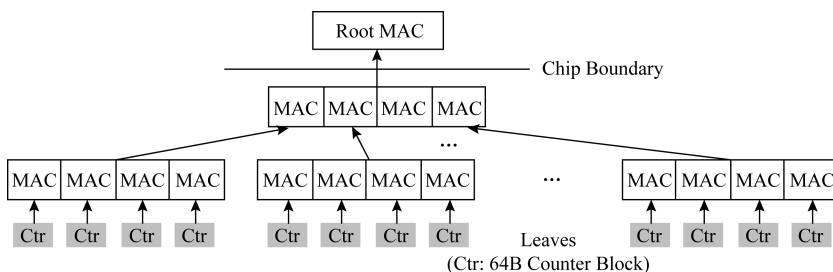 Root MAC
Chip Boundary
MAC MAC MAC MAC
...
MAC MAC MAC MAC MAC MAC MAC MAC ... MAC MAC MAC MAC
Ctr Ctr Ctr Ctr Ctr Ctr Ctr Ctr Leaves Ctr Ctr Ctr Ctr
(Ctr: 64B Counter Block)